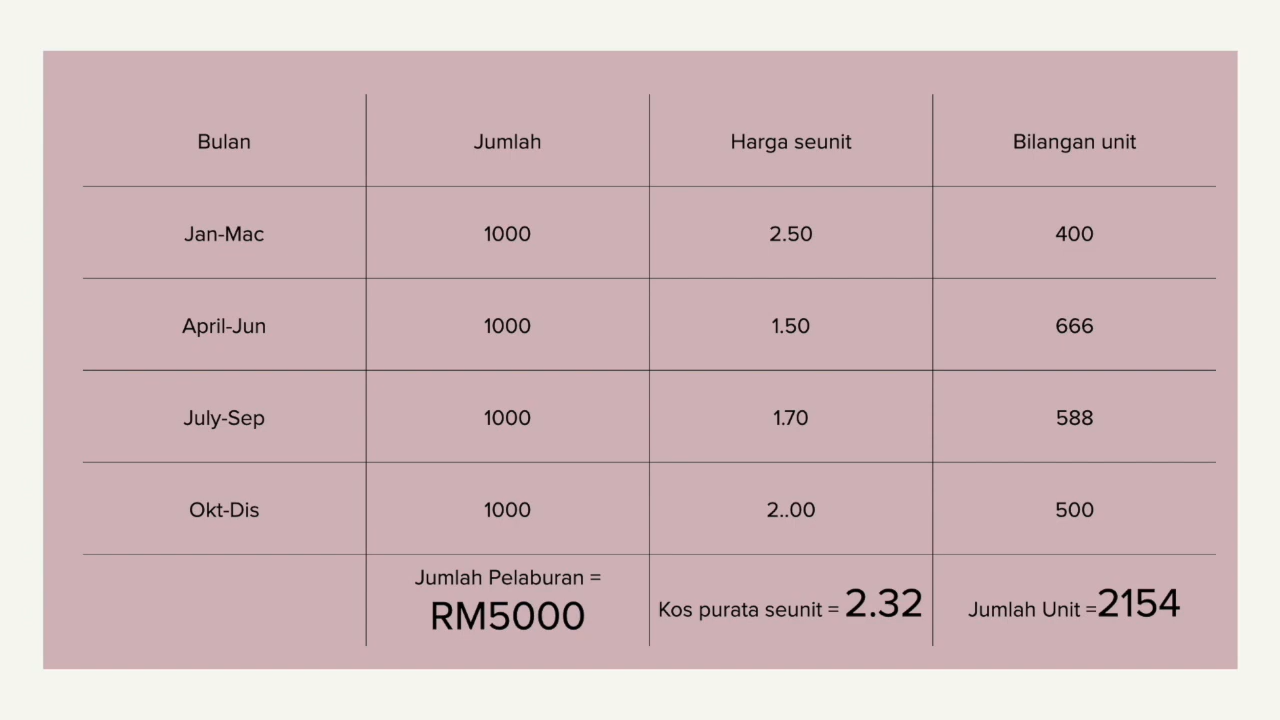 Bulan Jumlah Harga seunit Bilangan unit
Jan-Mac 1000 2.50 400
April-Jun 1000 1.50 666
July-Sep 1000 1.70 588
Okt-Dis 1000 2..00 500
Jumlah Pelaburan =
RM5000
Kos purata seunit = 2.32
Jumlah Unit =2154